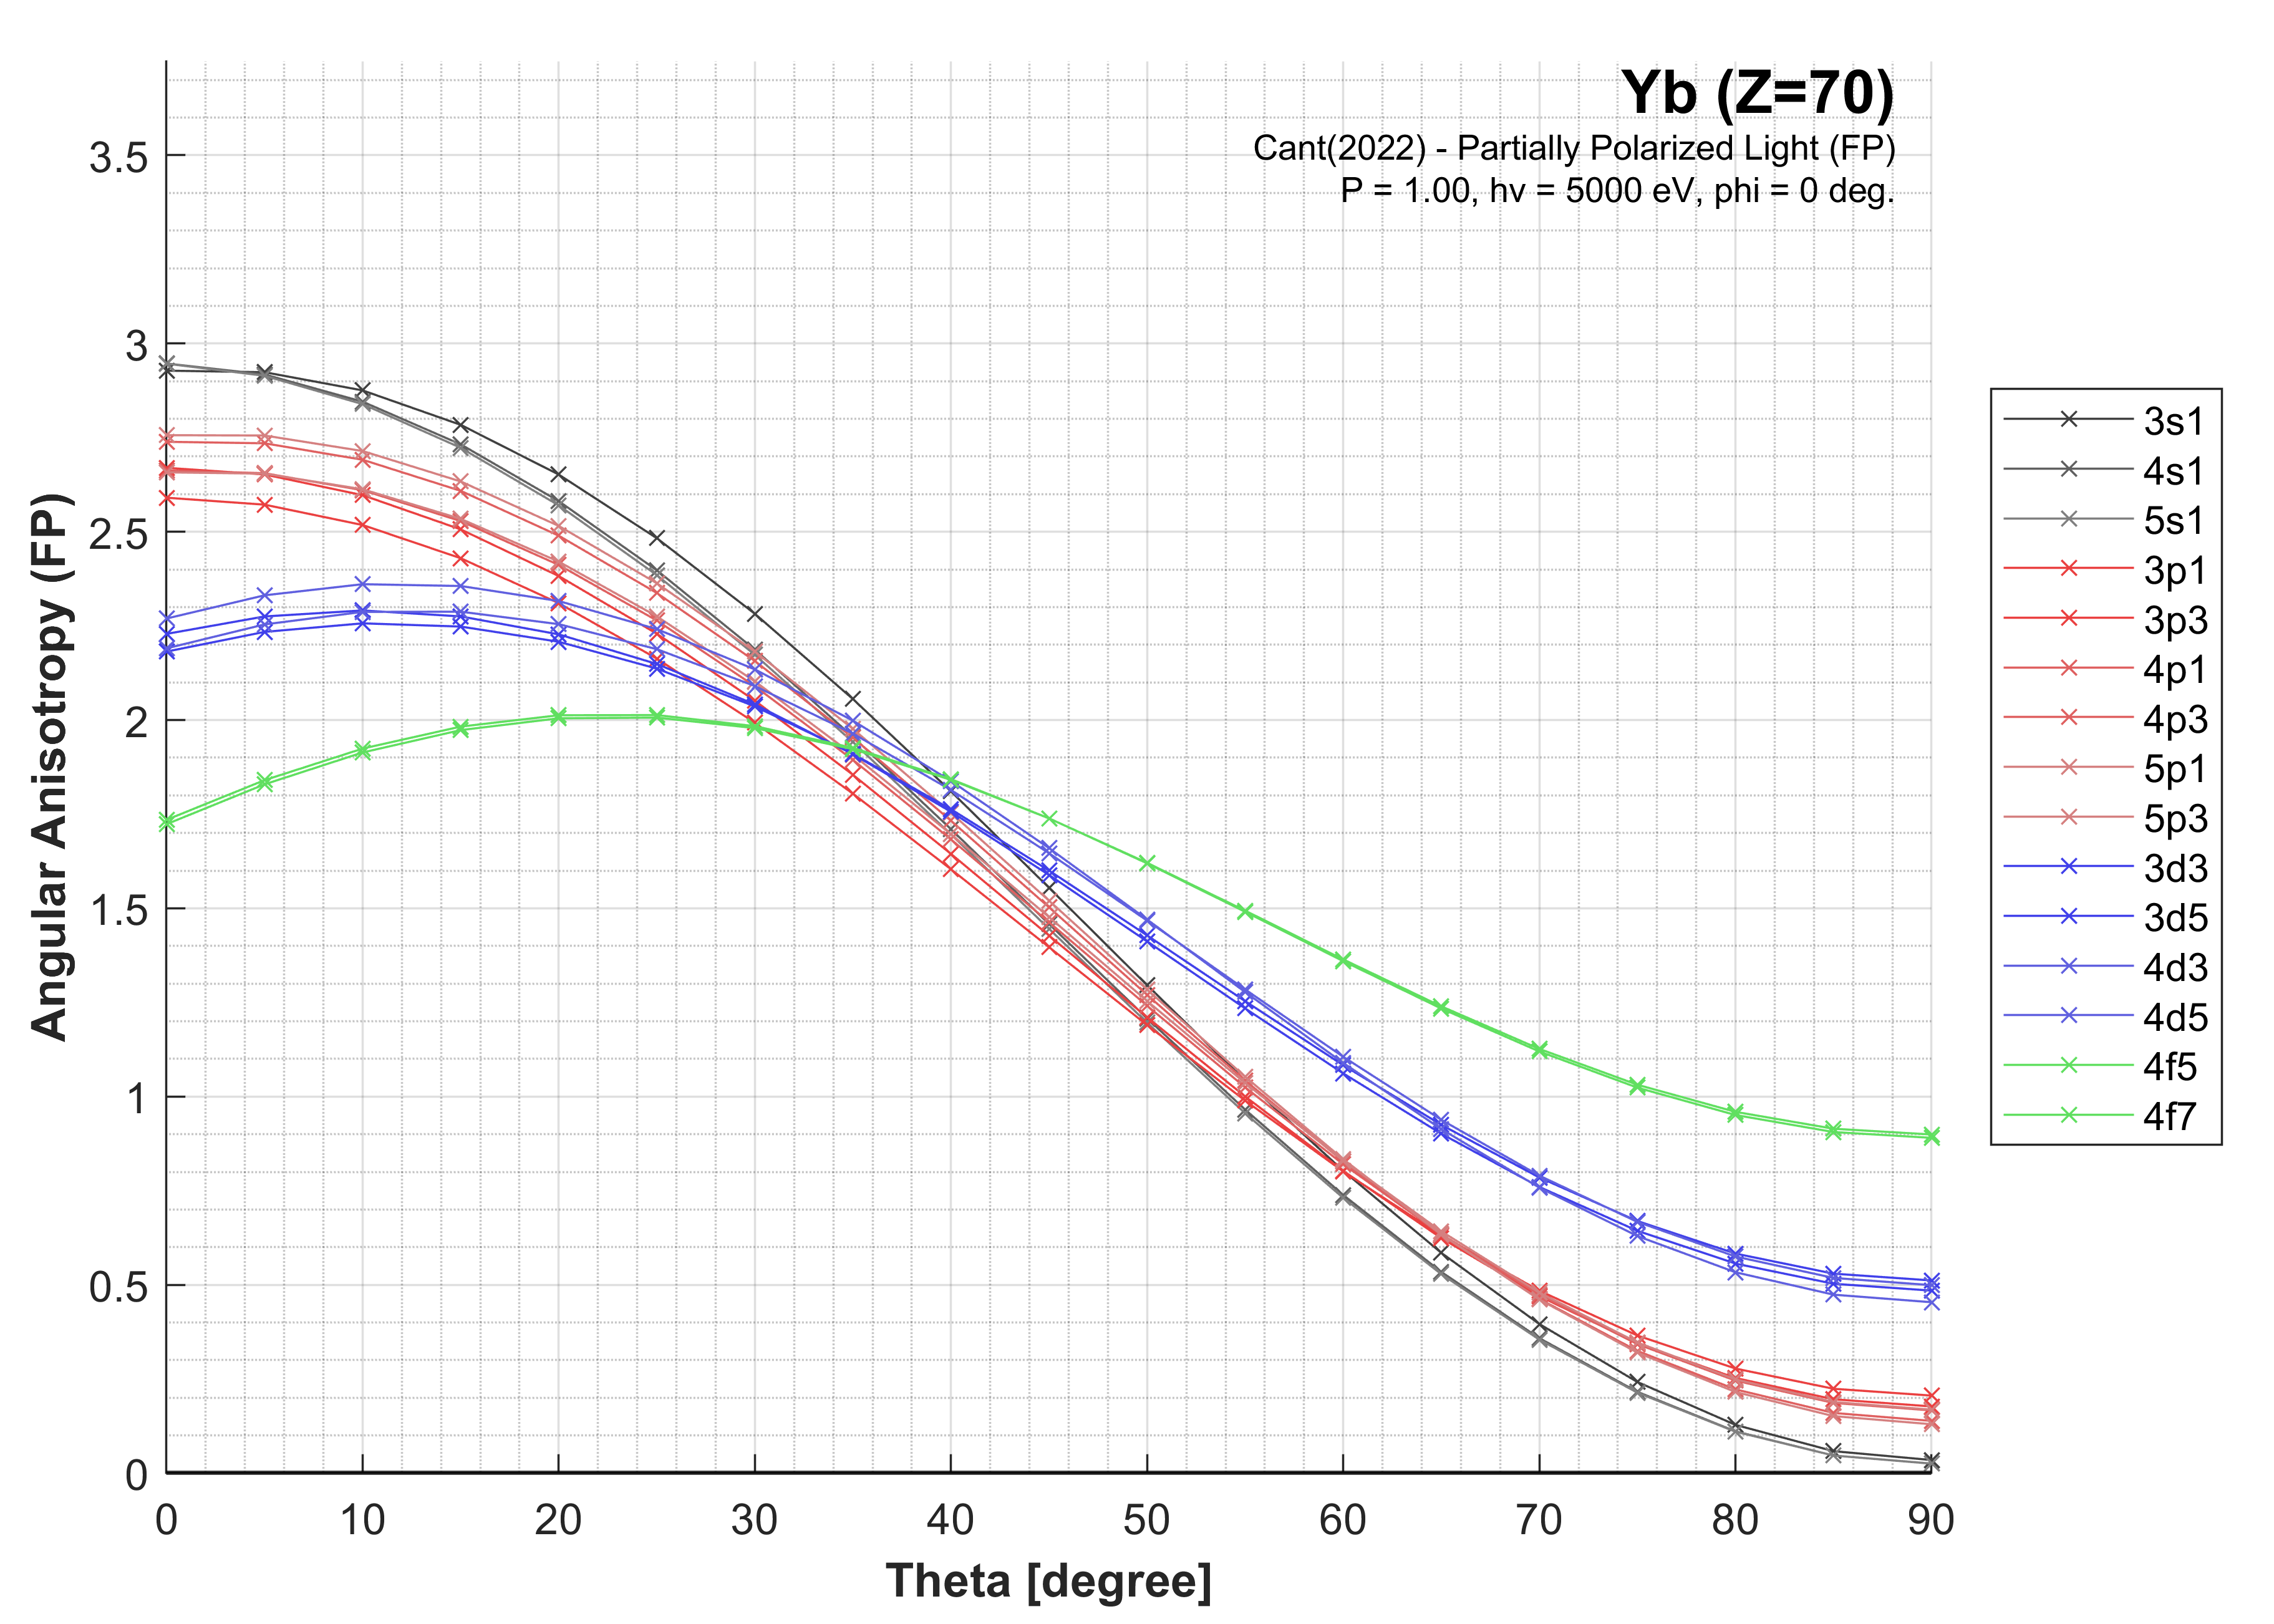 Yb (Z=70)
Cant(2022) - Partially Polarized Light (FP)
P = 1.00, hv = 5000 eV, phi = 0 deg.
Angular Anisotropy (FP)
3.5
3
2.5
2
1.5
1
0.5
0
0 10 20 30 40 50 60 70 80 90
Theta [degree]
3s1
4s1
5s1
3p1
3p3
4p1
4p3
5p1
5p3
3d3
3d5
4d3
4d5
4f5
4f7